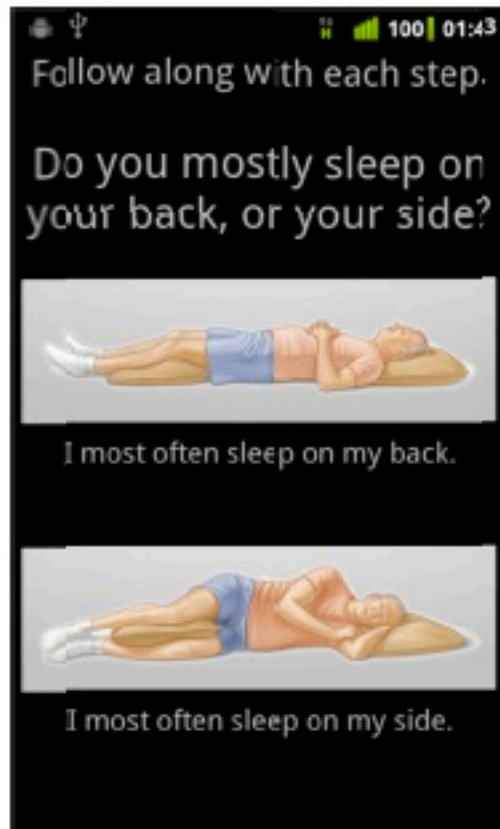 100 01:43
Follow along with each step.
Do you mostly sleep on
your back, or your side?
I most often sleep on my back.
I most often sleep on my side.